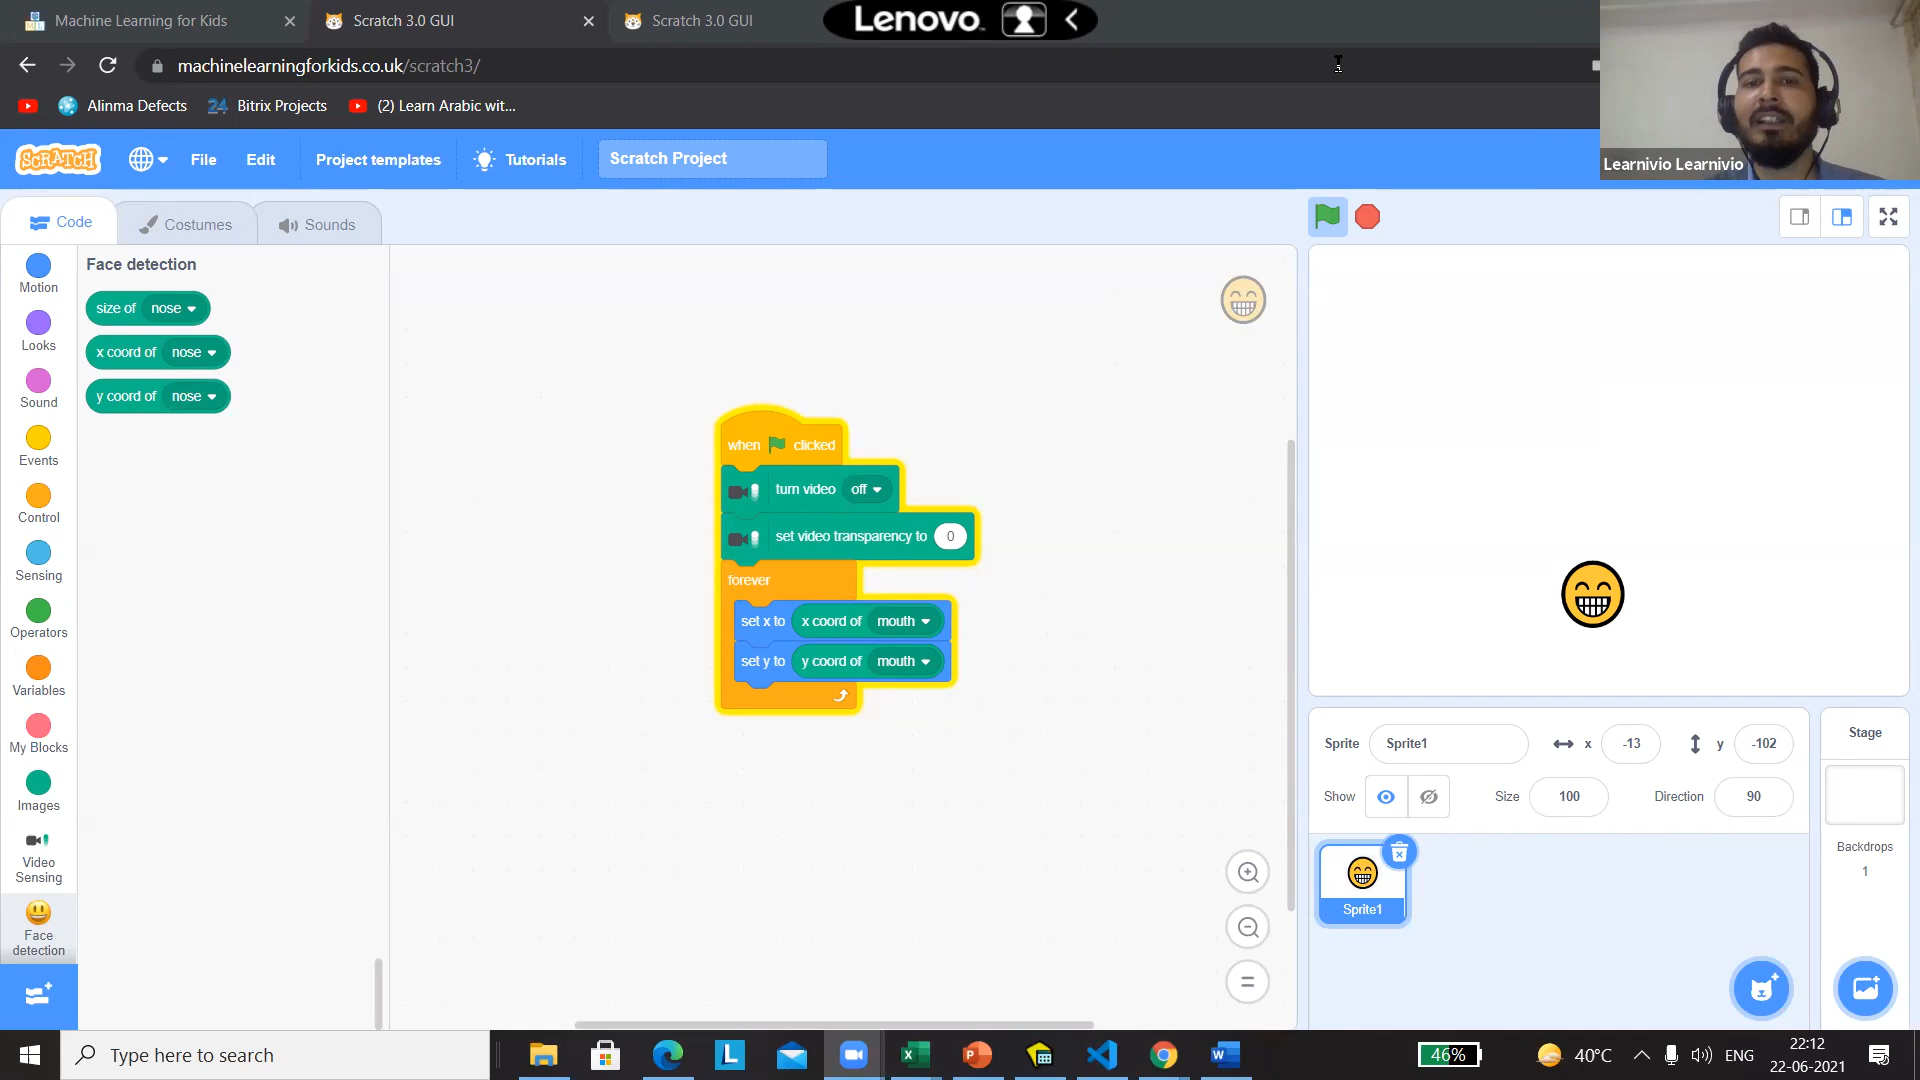 Machine Learning for Kids
Scratch 3.0 GUI
Scratch 3.0 GUI
Lenovo
machinelearningforkids.co.uk/scratch3/
Alinma Defects
24 Bitrix Projects
(2) Learn Arabic wit...
Learnivio Learnivio
SCRATCH
File
Edit
Project templates
Tutorials
Scratch Project
Code
Costumes
Sounds
Motion
Looks
Sound
Events
Control
Sensing
Operators
Variables
My Blocks
Images
Video
Sensing
Face
detection
Face detection
size of nose
x coord of nose
y coord of nose
when clicked
turn video off
set video transparency to 0
forever
set x to x coord of mouth
set y to y coord of mouth
Sprite Sprite1 x -13 y -102
Show Size 100 Direction 90
Sprite1
Stage
Backdrops
1
Type here to search
46%
40°C
ENG
22:12
22-06-2021